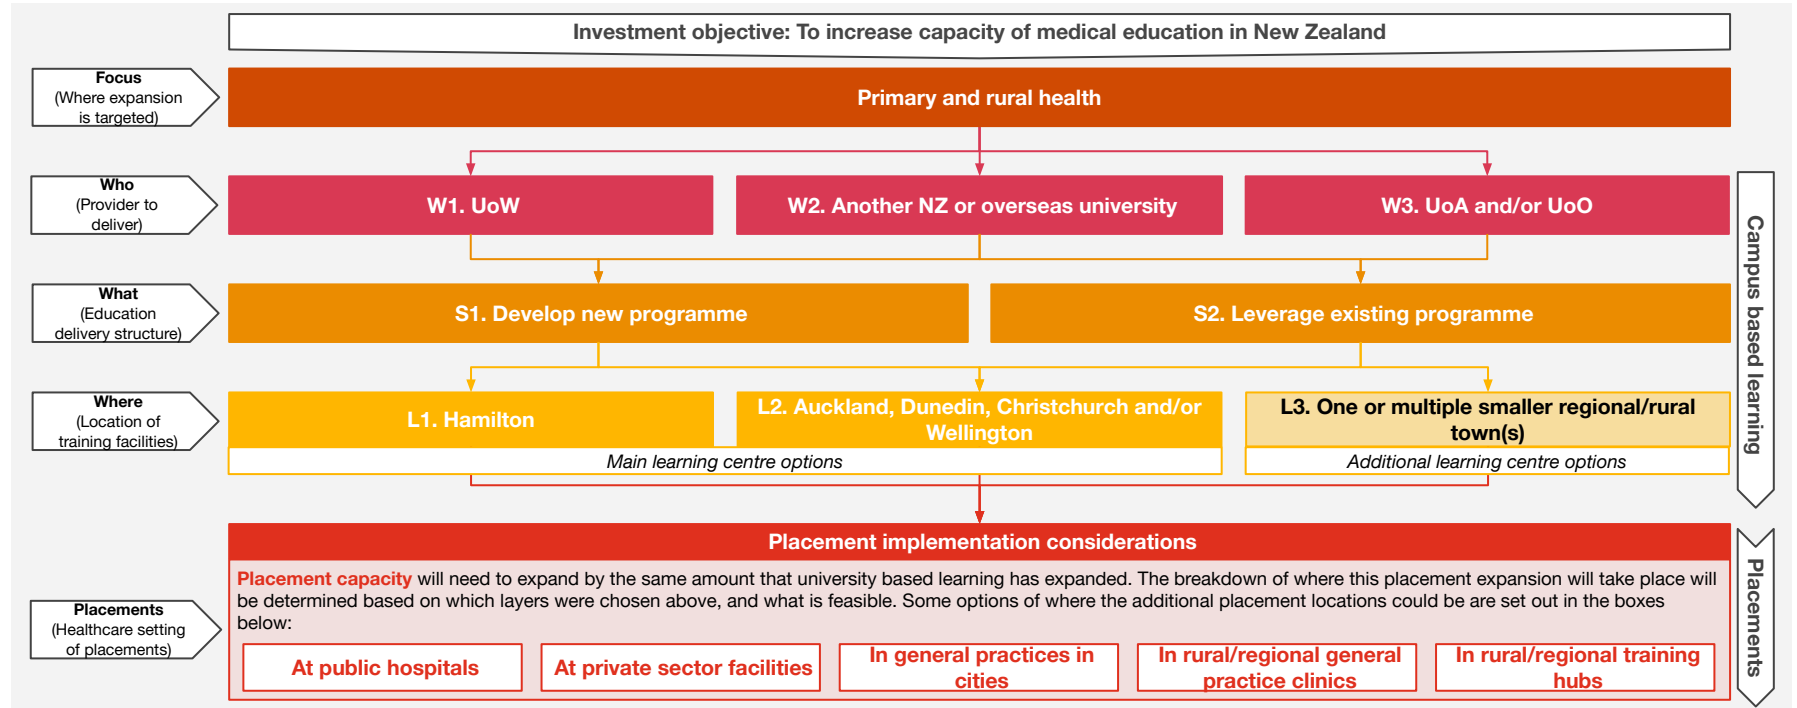 Investment objective: To increase capacity of medical education in New Zealand
Focus
(Where expansion
is targeted)
Primary and rural health
Who
(Provider to
deliver)
W1. UoW
W2. Another NZ or overseas university
W3. UoA and/or UoO
What
(Education
delivery structure)
S1. Develop new programme
S2. Leverage existing programme
Where
(Location of
training facilities)
L1. Hamilton
L2. Auckland, Dunedin, Christchurch and/or
Wellington
L3. One or multiple smaller regional/rural
town(s)
Main learning centre options
Additional learning centre options
Campus based learning
Placements
(Healthcare setting
of placements)
Placement implementation considerations
Placement capacity will need to expand by the same amount that university based learning has expanded. The breakdown of where this placement expansion will take place will
be determined based on which layers were chosen above, and what is feasible. Some options of where the additional placement locations could be are set out in the boxes
below:
At public hospitals
At private sector facilities
In general practices in
cities
In rural/regional general
practice clinics
In rural/regional training
hubs
Placements